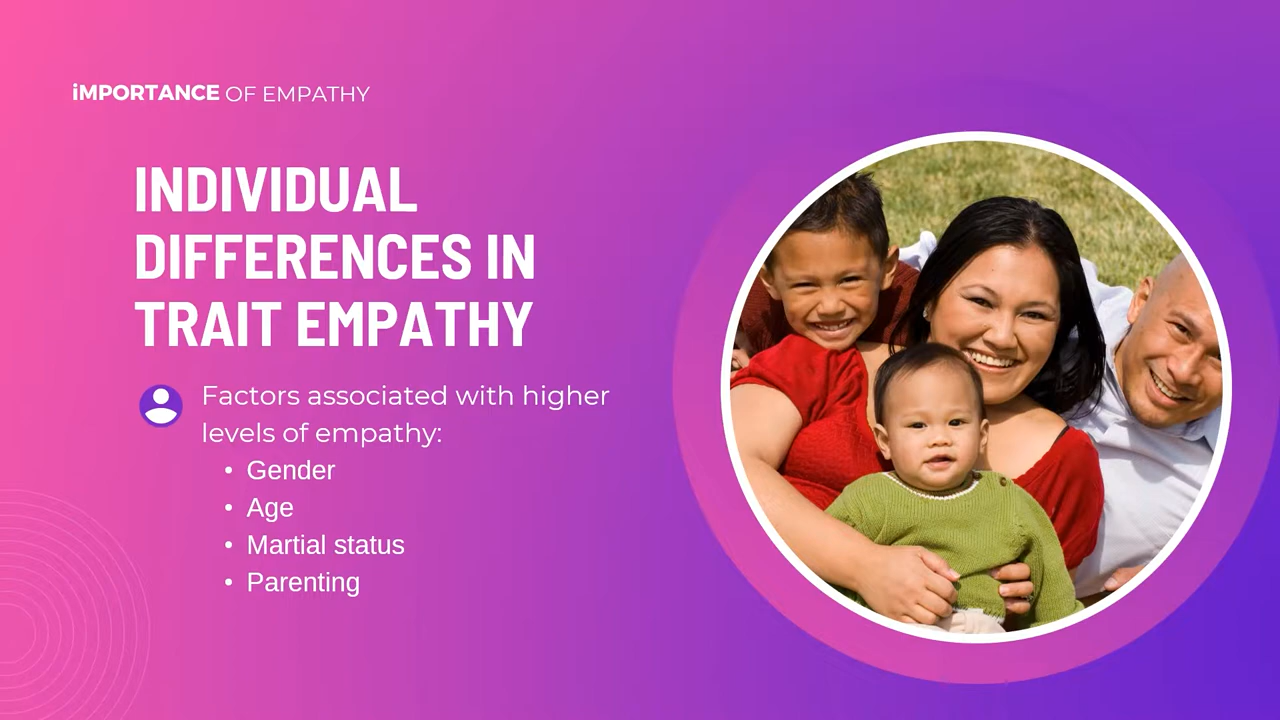 iMPORTANCE OF EMPATHY
INDIVIDUAL
DIFFERENCES IN
TRAIT EMPATHY
Factors associated with higher
levels of empathy:
• Gender
• Age
• Martial status
• Parenting